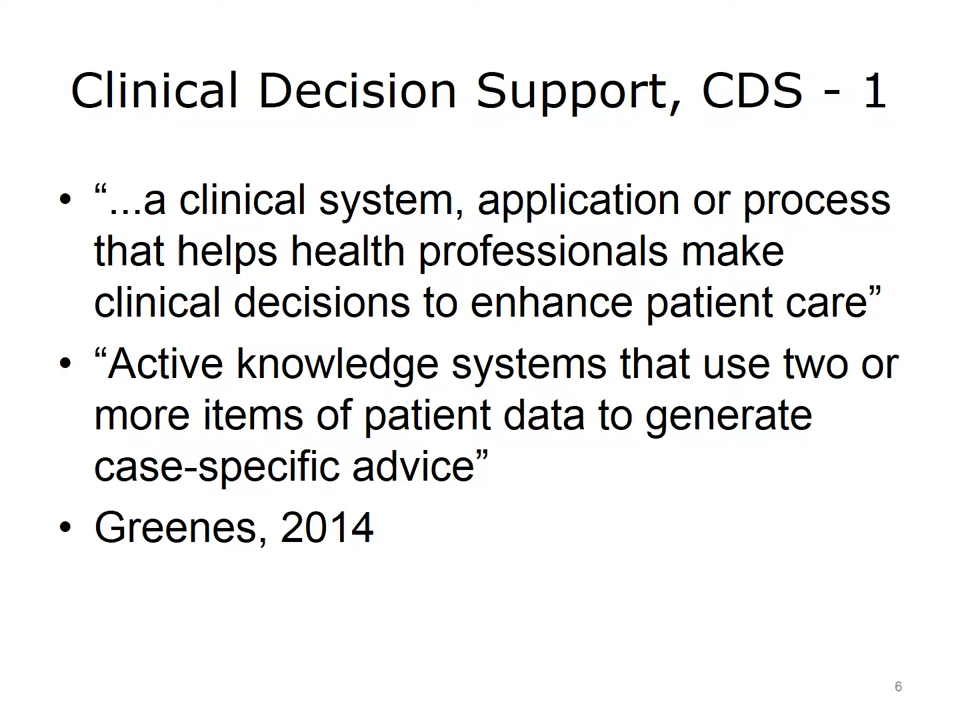 Clinical Decision Support, CDS - 1
• “...a clinical system, application or process
that helps health professionals make
clinical decisions to enhance patient care”
• “Active knowledge systems that use two or
more items of patient data to generate
case-specific advice”
• Greenes, 2014
6